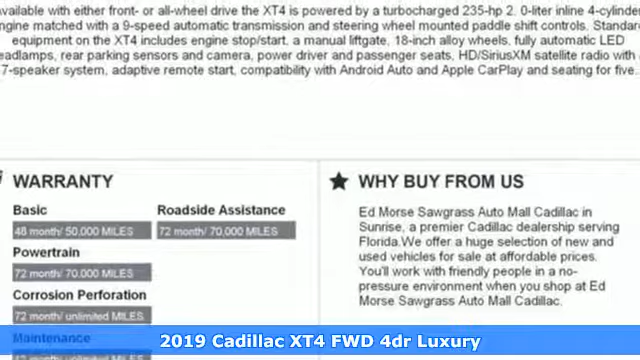 available with either front- or all-wheel drive the XT4 is powered by a turbocharged 235-hp 2. 0-liter inline 4-cylinder
engine matched with a 9-speed automatic transmission and steering wheel mounted paddle shift controls. Standard
equipment on the XT4 includes engine stop/start, a manual liftgate, 18-inch alloy wheels, fully automatic LED
headlamps, rear parking sensors and camera, power driver and passenger seats, HD/SiriusXM satellite radio with
7-speaker system, adaptive remote start, compatibility with Android Auto and Apple CarPlay and seating for five.
WARRANTY
Basic
48 month/ 50,000 MILES
Roadside Assistance
72 month/ 70,000 MILES
Powertrain
72 month/ 70,000 MILES
Corrosion Perforation
72 month/ unlimited MILES
Maintenance
WHY BUY FROM US
Ed Morse Sawgrass Auto Mall Cadillac in
Sunrise, a premier Cadillac dealership serving
Florida.We offer a huge selection of new and
used vehicles for sale at affordable prices.
You'll work with friendly people in a no-
pressure environment when you shop at Ed
Morse Sawgrass Auto Mall Cadillac.
2019 Cadillac XT4 FWD 4dr Luxury